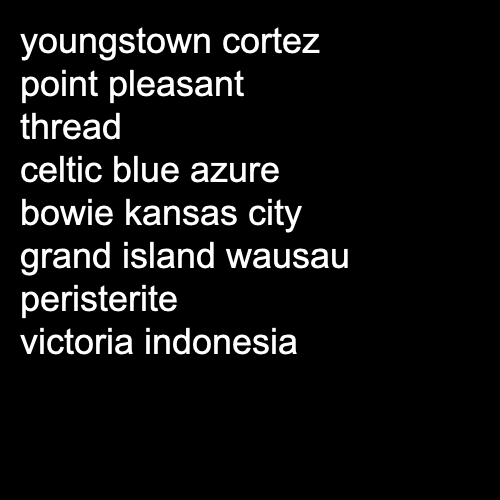 youngstown cortez
point pleasant
thread
celtic blue azure
bowie kansas city
grand island wausau
peristerite
victoria indonesia